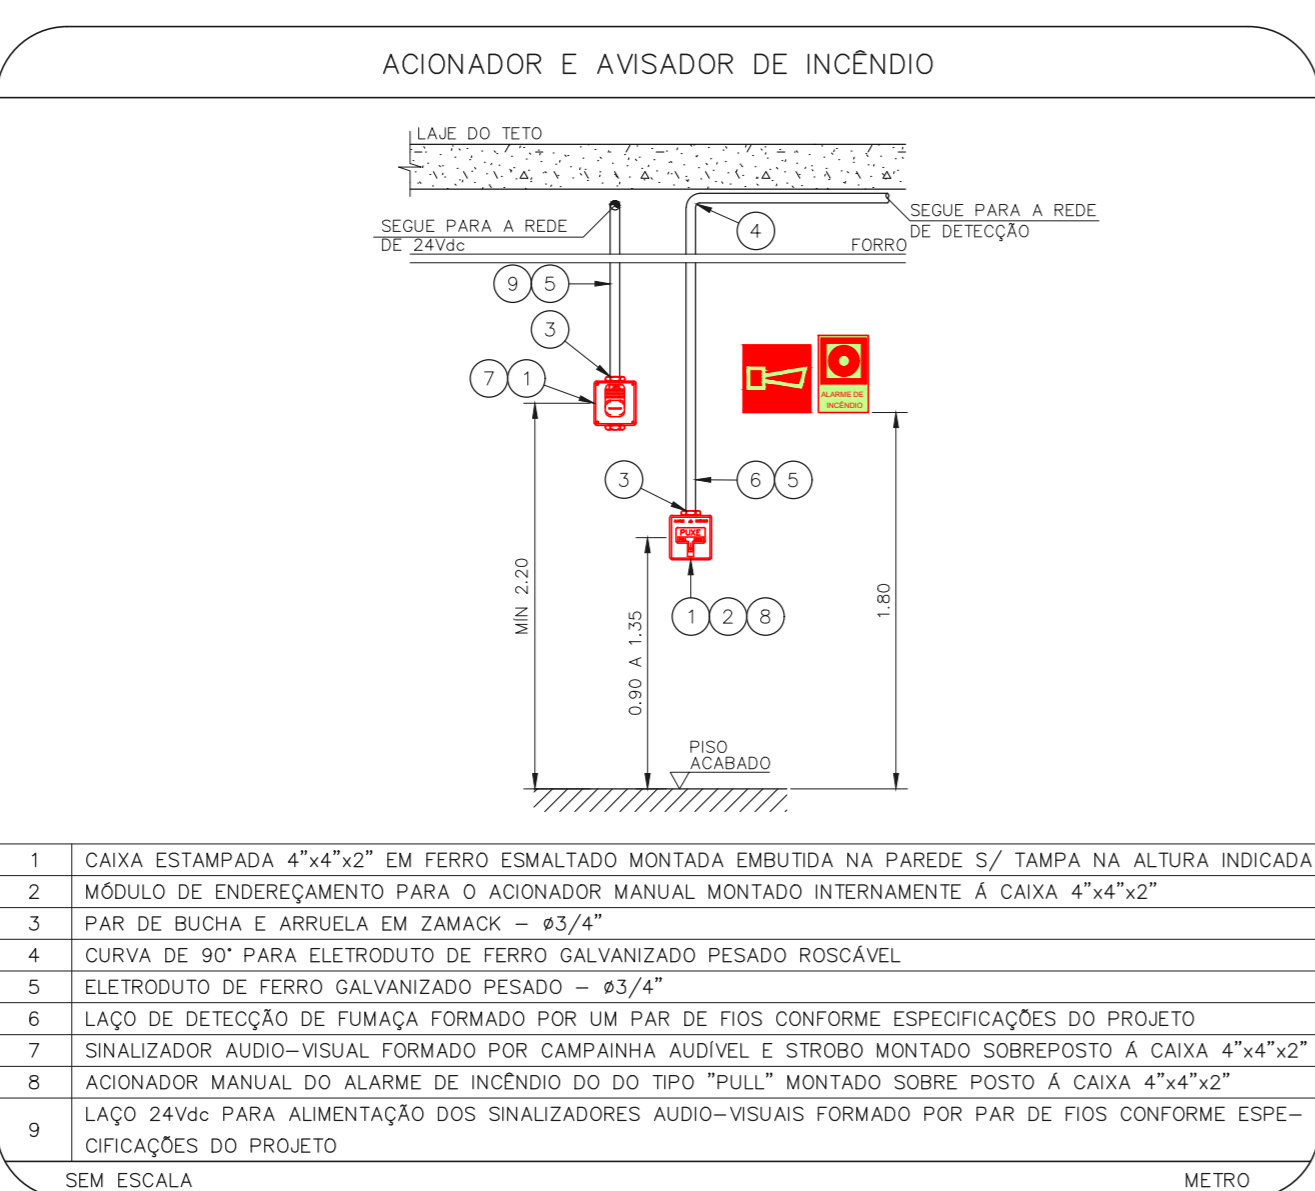 ACIONADOR E AVISADOR DE INCÊNDIO
LAJE DO TETO
SEGUE PARA A REDE
DE 24Vdc
SEGUE PARA A REDE
DE DETECÇÃO
4
FORRO
9 5
3
7 1
ALARME DE
INCÊNDIO
3
6 5
PUXE
1 2 8
MÍN 2.20
0.90 A 1.35
1.80
PISO
ACABADO
1 CAIXA ESTAMPADA 4"x4"x2" EM FERRO ESMALTADO MONTADA EMBUTIDA NA PAREDE S/ TAMPA NA ALTURA INDICADA
2 MÓDULO DE ENDEREÇAMENTO PARA O ACIONADOR MANUAL MONTADO INTERNAMENTE Á CAIXA 4"x4"x2"
3 PAR DE BUCHA E ARRUELA EM ZAMACK – ø3/4"
4 CURVA DE 90° PARA ELETRODUTO DE FERRO GALVANIZADO PESADO ROSCÁVEL
5 ELETRODUTO DE FERRO GALVANIZADO PESADO – ø3/4"
6 LAÇO DE DETECÇÃO DE FUMAÇA FORMADO POR UM PAR DE FIOS CONFORME ESPECIFICAÇÕES DO PROJETO
7 SINALIZADOR AUDIO–VISUAL FORMADO POR CAMPAINHA AUDÍVEL E STROBO MONTADO SOBREPOSTO Á CAIXA 4"x4"x2"
8 ACIONADOR MANUAL DO ALARME DE INCÊNDIO DO DO TIPO "PULL" MONTADO SOBRE POSTO Á CAIXA 4"x4"x2"
9 LAÇO 24Vdc PARA ALIMENTAÇÃO DOS SINALIZADORES AUDIO–VISUAIS FORMADO POR PAR DE FIOS CONFORME ESPE–
CIFICAÇÕES DO PROJETO
SEM ESCALA
METRO